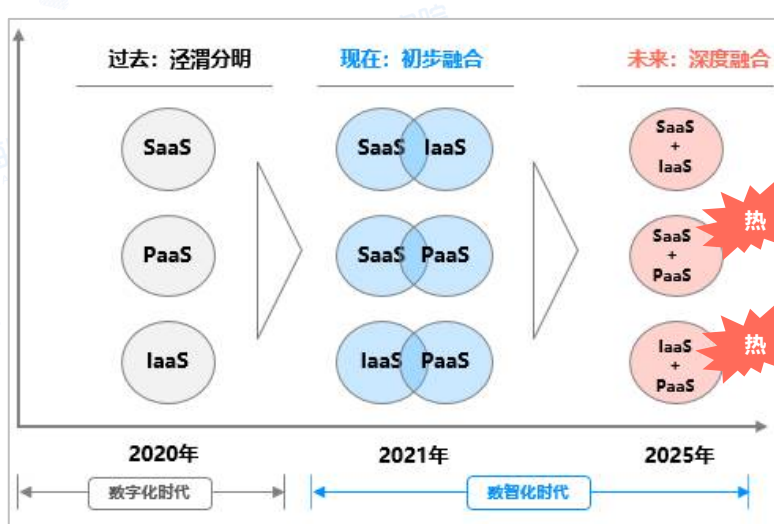 过去：泾渭分明
现在：初步融合
未来：深度融合
SaaS
SaaS IaaS
SaaS
+
IaaS
PaaS
SaaS PaaS
SaaS
+
PaaS
热
IaaS
IaaS PaaS
IaaS
+
PaaS
热
2020年
2021年
2025年
数字化时代
数智化时代